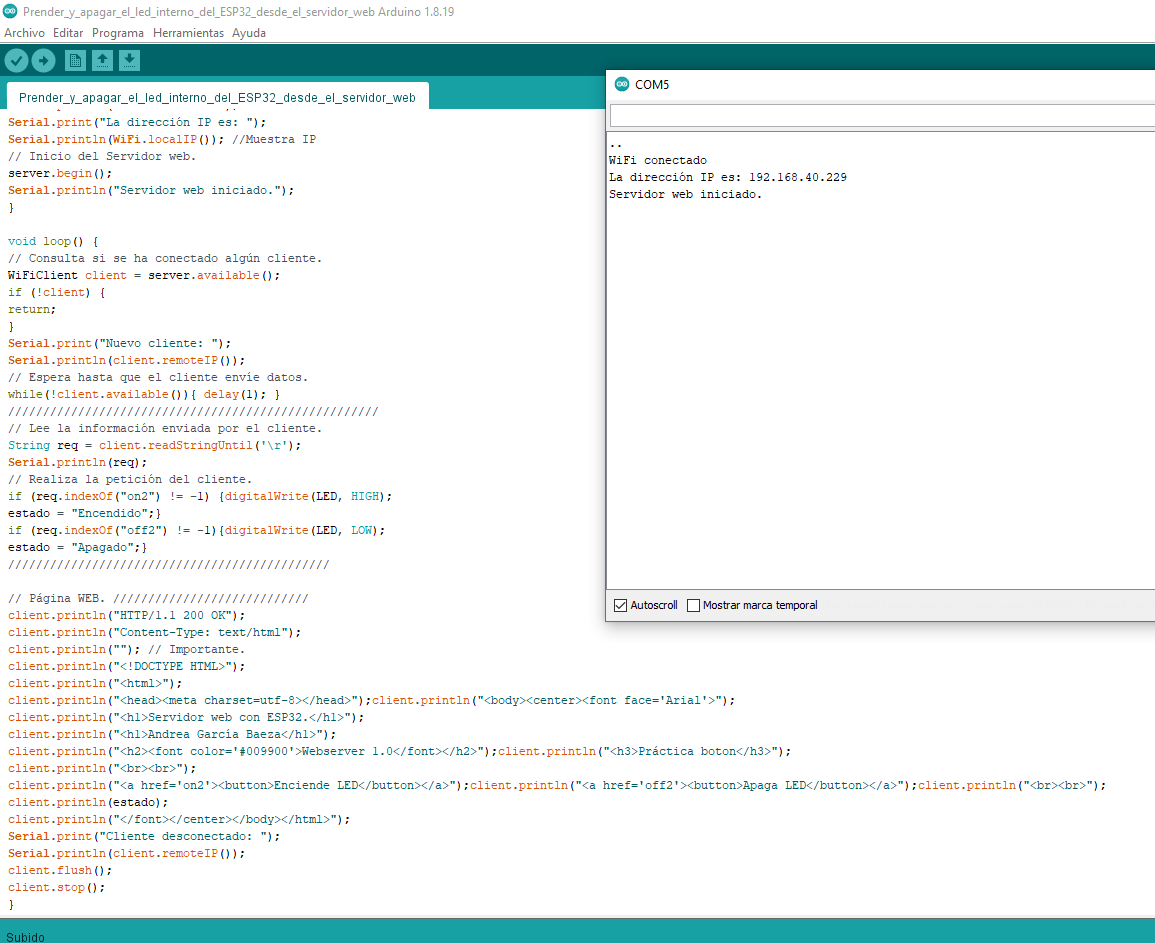 Prender_y_apagar_el_led_interno_del_ESP32_desde_el_servidor_web Arduino 1.8.19
Archivo Editar Programa Herramientas Ayuda
Prender_y_apagar_el_led_interno_del_ESP32_desde_el_servidor_web
Serial.print("La dirección IP es: ");
Serial.println(WiFi.localIP()); //Muestra IP
// Inicio del Servidor web.
server.begin();
Serial.println("Servidor web iniciado.");
}
void loop() {
// Consulta si se ha conectado algún cliente.
WiFiClient client = server.available();
if (!client) {
return;
}
Serial.print("Nuevo cliente: ");
Serial.println(client.remoteIP());
// Espera hasta que el cliente envíe datos.
while(!client.available()){ delay(1); }
/////////////////////////////////////////////////////
// Lee la información enviada por el cliente.
String req = client.readStringUntil('\r');
Serial.println(req);
// Realiza la petición del cliente.
if (req.indexOf("on2") != -1) {digitalWrite(LED, HIGH);
estado = "Encendido";}
if (req.indexOf("off2") != -1){digitalWrite(LED, LOW);
estado = "Apagado";}
//////////////////////////////////////////////
// Página WEB. ////////////////////////////
client.println("HTTP/1.1 200 OK");
client.println("Content-Type: text/html");
client.println(""); // Importante.
client.println("<!DOCTYPE HTML>");
client.println("<html>");
client.println("<head><meta charset=utf-8></head>");client.println("<body><center><font face='Arial'>");
client.println("<h1>Servidor web con ESP32.</h1>");
client.println("<h1>Andrea García Baeza</h1>");
client.println("<h2><font color='#009900'>Webserver 1.0</font></h2>");client.println("<h3>Práctica boton</h3>");
client.println("<br><br>");
client.println("<a href='on2'><button>Enciende LED</button></a>");client.println("<a href='off2'><button>Apaga LED</button></a>");client.println("<br><br>");
client.println(estado);
client.println("</font></center></body></html>");
Serial.print("Cliente desconectado: ");
Serial.println(client.remoteIP());
client.flush();
client.stop();
}
Subido
COM5
..
WiFi conectado
La dirección IP es: 192.168.40.229
Servidor web iniciado.
Autoscroll Mostrar marca temporal